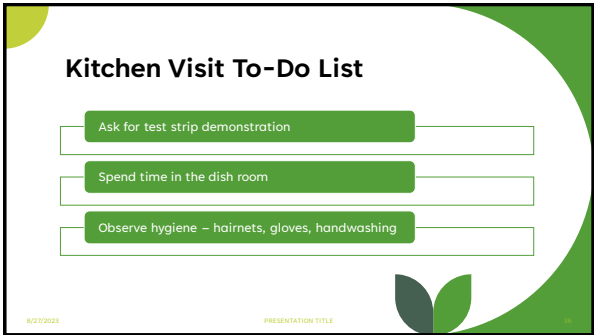 Kitchen Visit To-Do List
Ask for test strip demonstration
Spend time in the dish room
Observe hygiene – hairnets, gloves, handwashing
8/27/2023
PRESENTATION TITLE